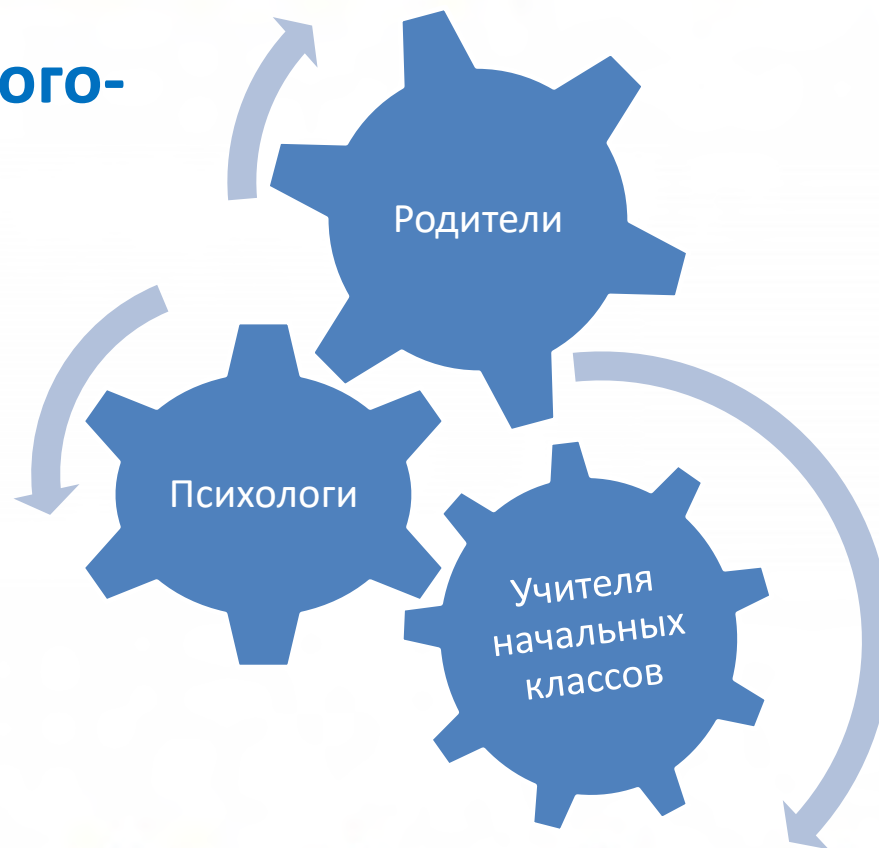 ого-
Родители
Психологи
Учителя
начальных
классов